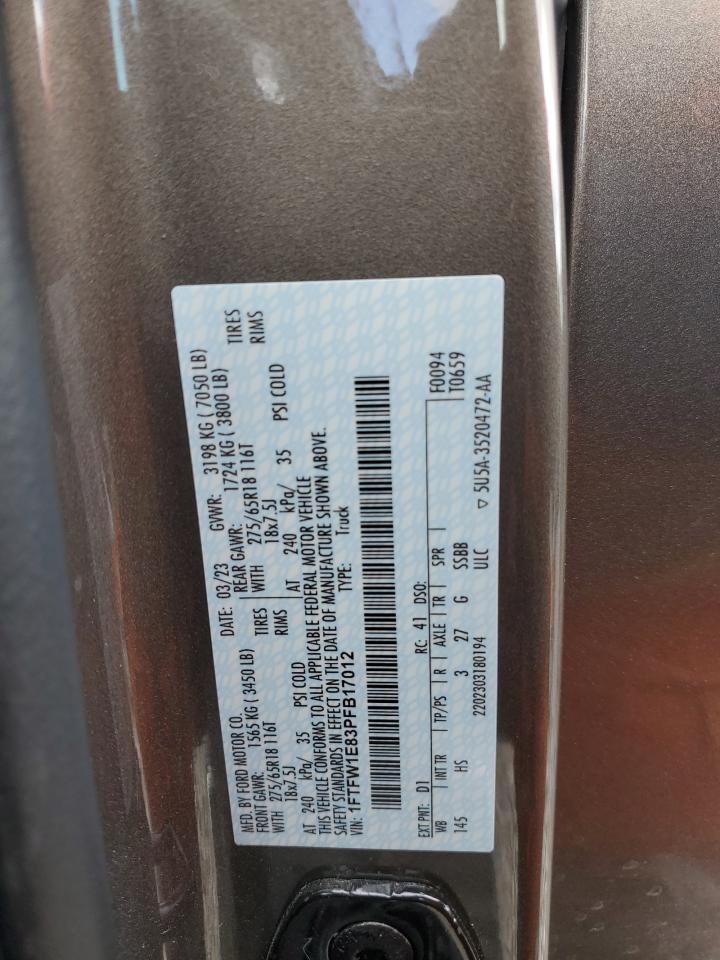 MFD. BY FORD MOTOR CO.
DATE: 03/23 GVWR: 3198 KG ( 7050 LB)
FRONT GAWR: 1565 KG ( 3450 LB) REAR GAWR: 1724 KG ( 3800 LB)
WITH 275/65R18 116T TIRES WITH 275/65R18 116T TIRES
18x7.5J RIMS 18x7.5J RIMS
AT 240 kPa/ 35 PSI COLD AT 240 kPa/ 35 PSI COLD
THIS VEHICLE CONFORMS TO ALL APPLICABLE FEDERAL MOTOR VEHICLE
SAFETY STANDARDS IN EFFECT ON THE DATE OF MANUFACTURE SHOWN ABOVE.
VIN: 1FTFW1E83PFB17012 TYPE: Truck
F0094
T0659
EXT PNT: D1 RC: 41 DSO:
WB INT TR TP/PS R AXLE TR SPR
145 HS 3 27 G SSBB
2202303180194 ULC ▽ 5U5A-3520472-AA